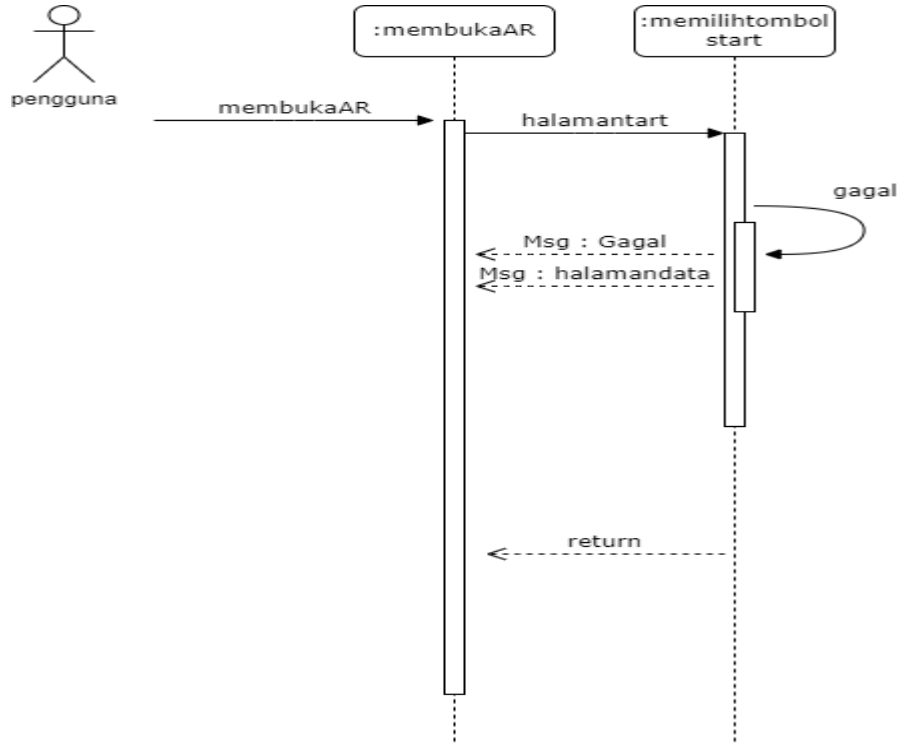 :membukaAR
:memilihtombol
start
pengguna
membukaAR
halamantart
gagal
Msg : Gagal
Msg : halamandata
return